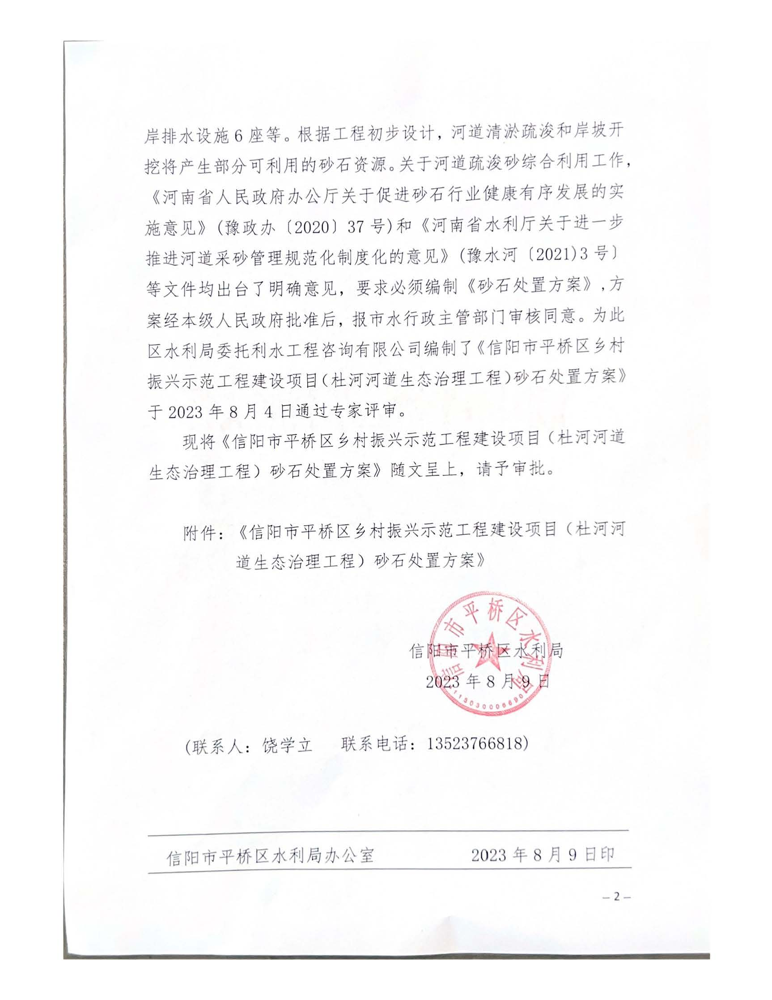 岸排水设施 6 座等。根据工程初步设计，河道清淤疏浚和岸坡开
挖将产生部分可利用的砂石资源。关于河道疏浚砂综合利用工作，
《河南省人民政府办公厅关于促进砂石行业健康有序发展的实
施意见》(豫政办〔2020〕37 号)和《河南省水利厅关于进一步
推进河道采砂管理规范化制度化的意见》(豫水河〔2021)3 号〕
等文件均出台了明确意见，要求必须编制《砂石处置方案》,方
案经本级人民政府批准后，报市水行政主管部门审核同意。为此
区水利局委托利水工程咨询有限公司编制了《信阳市平桥区乡村
振兴示范工程建设项目（杜河河道生态治理工程）砂石处置方案》
于 2023 年 8 月 4 日通过专家评审。
现将《信阳市平桥区乡村振兴示范工程建设项目（杜河河道
生态治理工程）砂石处置方案》随文呈上，请予审批。
附件：《信阳市平桥区乡村振兴示范工程建设项目（杜河河
道生态治理工程）砂石处置方案》
信阳市平桥区水利局
信阳市平桥区水利局
2023 年 8 月 9 日
(联系人：饶学立 联系电话：13523766818)
信阳市平桥区水利局办公室 2023 年 8 月 9 日印
－2－